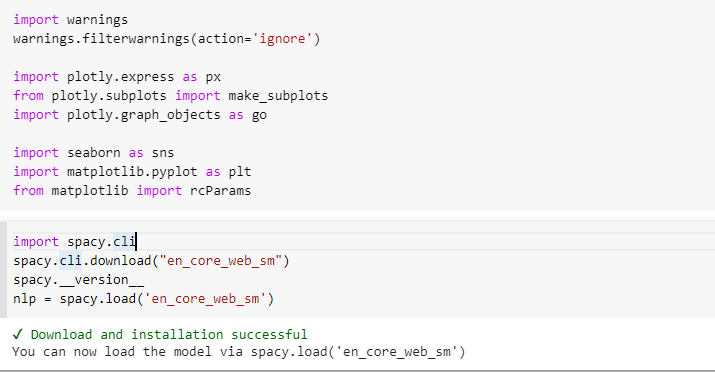 import warnings
warnings.filterwarnings(action='ignore')
import plotly.express as px
from plotly.subplots import make_subplots
import plotly.graph_objects as go
import seaborn as sns
import matplotlib.pyplot as plt
from matplotlib import rcParams
import spacy.cli
spacy.cli.download("en_core_web_sm")
spacy.__version__
nlp = spacy.load('en_core_web_sm')
✓ Download and installation successful
You can now load the model via spacy.load('en_core_web_sm')